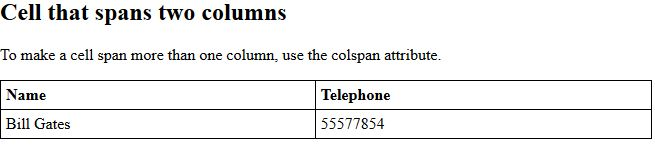 Cell that spans two columns
To make a cell span more than one column, use the colspan attribute.
Name Telephone
Bill Gates 55577854